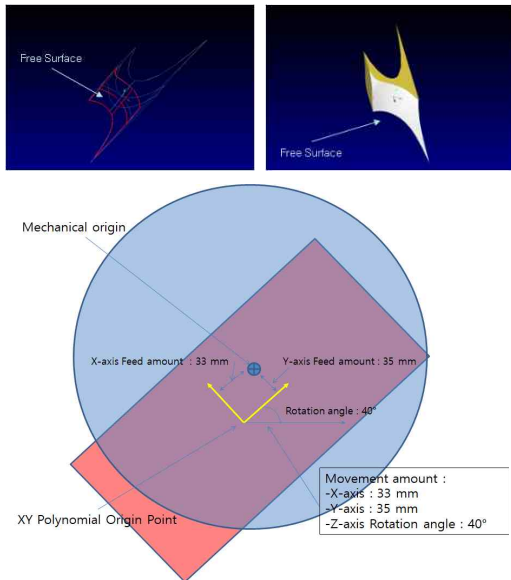 Free Surface
Free Surface
Mechanical origin
X-axis Feed amount : 33 mm
Y-axis Feed amount : 35 mm
Rotation angle : 40°
XY Polynomial Origin Point
Movement amount :
-X-axis : 33 mm
-Y-axis : 35 mm
-Z-axis Rotation angle : 40°